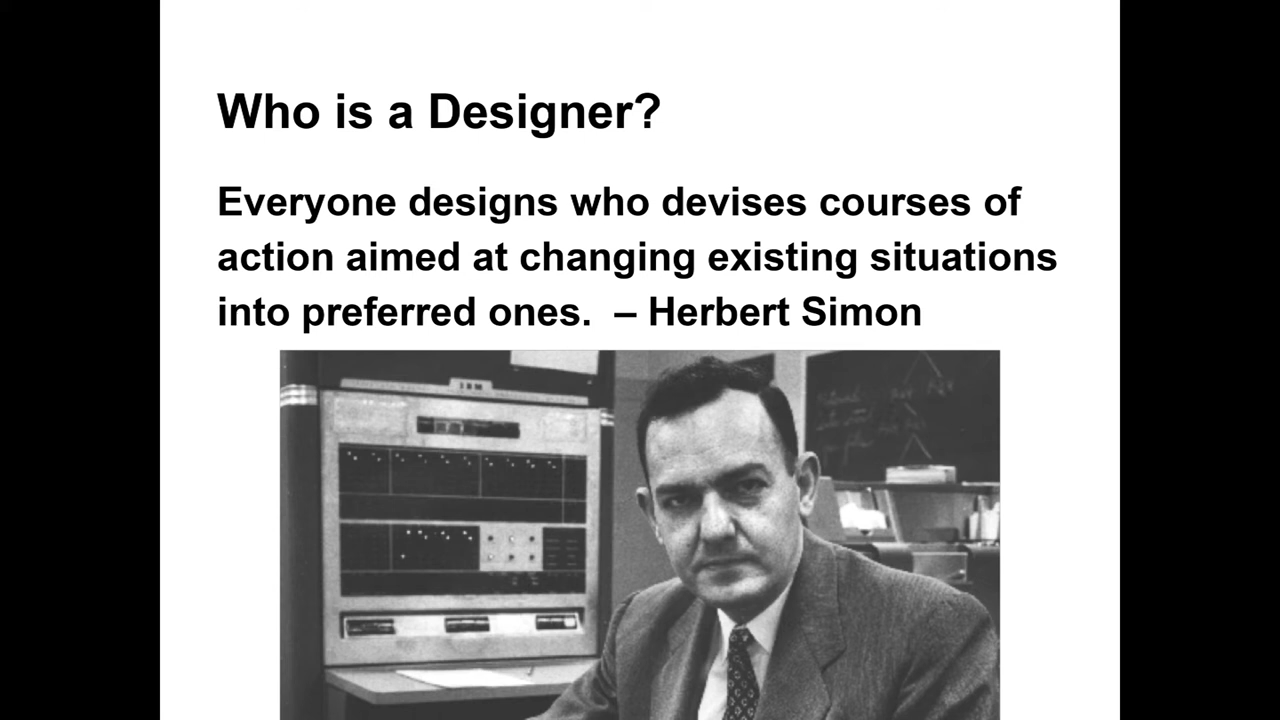 Who is a Designer?
Everyone designs who devises courses of
action aimed at changing existing situations
into preferred ones.  – Herbert Simon
IBM